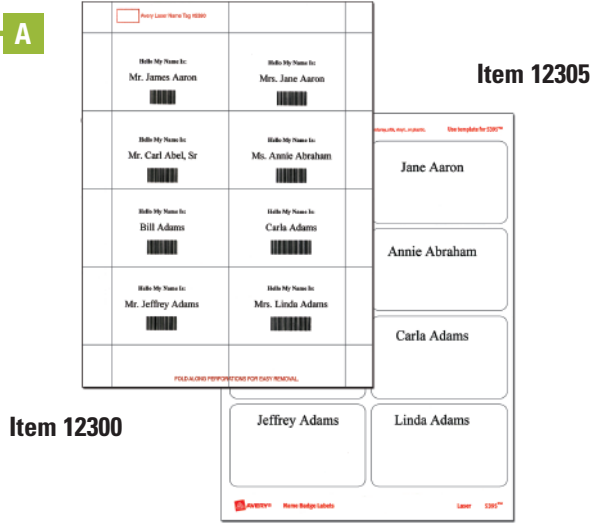 A
Avery Laser Name Tag
Hello My Name Is:
Mr. James Aaron
Hello My Name Is:
Mrs. Jane Aaron
Hello My Name Is:
Mr. Carl Abel, Sr
Hello My Name Is:
Ms. Annie Abraham
Hello My Name Is:
Bill Adams
Hello My Name Is:
Carla Adams
Hello My Name Is:
Mr. Jeffrey Adams
Hello My Name Is:
Mrs. Linda Adams
FOLD ALONG PERFORATIONS FOR EASY REMOVAL.
Item 12300
Item 12305
Use template for 5395™
Jane Aaron
Annie Abraham
Carla Adams
Jeffrey Adams
Linda Adams
AVERY® Name Badge Labels
Laser 5395™